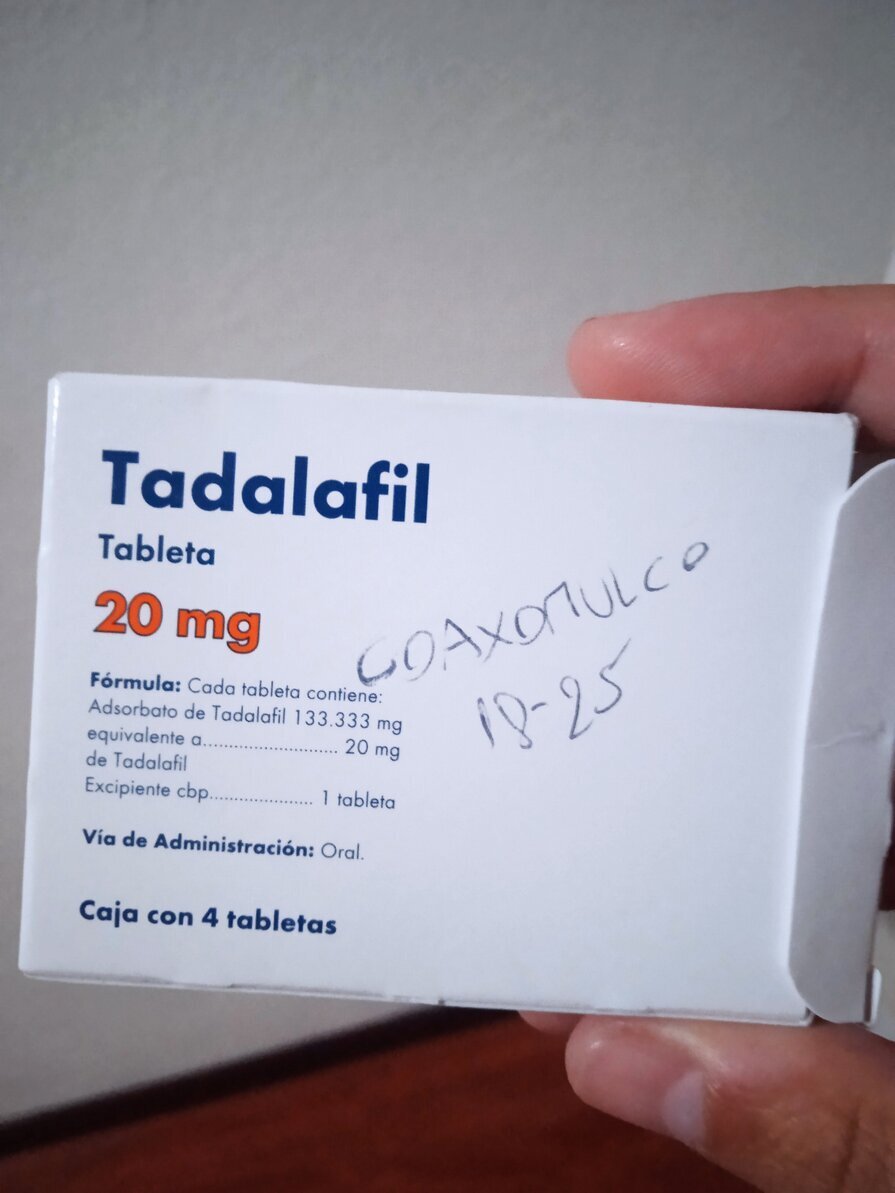 Tadalafil
Tableta
20 mg
COAXOMULCO
18-25
Fórmula: Cada tableta contiene:
Adsorbato de Tadalafil 133.333 mg
equivalente a.............................. 20 mg
de Tadalafil
Excipiente cbp..................... 1 tableta
Vía de Administración: Oral.
Caja con 4 tabletas